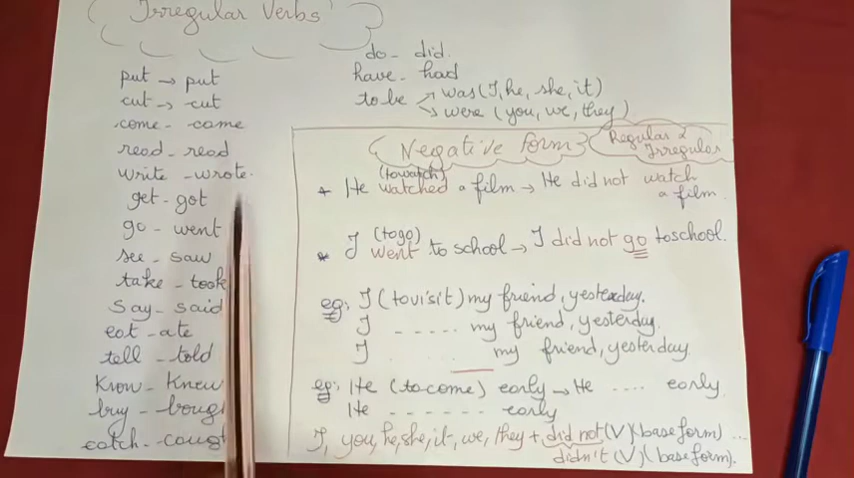 Irregular Verbs
put → put
cut → cut
come - come
read - read
write - wrote.
get - got
go - went
see - saw
take - took
say - said
eat - ate
tell - told
Know - Knew
buy - bough
catch - caugh
do - did.
have - had
to be → was (I, he, she, it)
→ were (you, we, they)
Negative form
Regular & Irregular
(to watch)
* He watched a film → He did not watch a film.
(to go)
* I went to school → I did not go to school.
eg: I (to visit) my friend, yesterday.
I ..... my friend, yesterday.
I my friend, yesterday.
eg: He (to come) early → He .... early.
He ...... early
I, you, he, she, it, we, they + did not (V) (base form) ...
didn't (V) (base form).